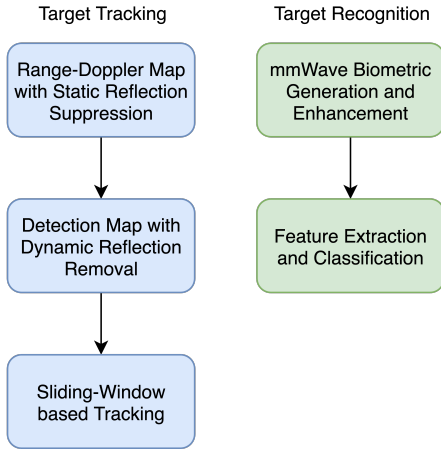 Target Tracking
Range-Doppler Map
with Static Reflection
Suppression
Detection Map with
Dynamic Reflection
Removal
Sliding-Window
based Tracking
Target Recognition
mmWave Biometric
Generation and
Enhancement
Feature Extraction
and Classification